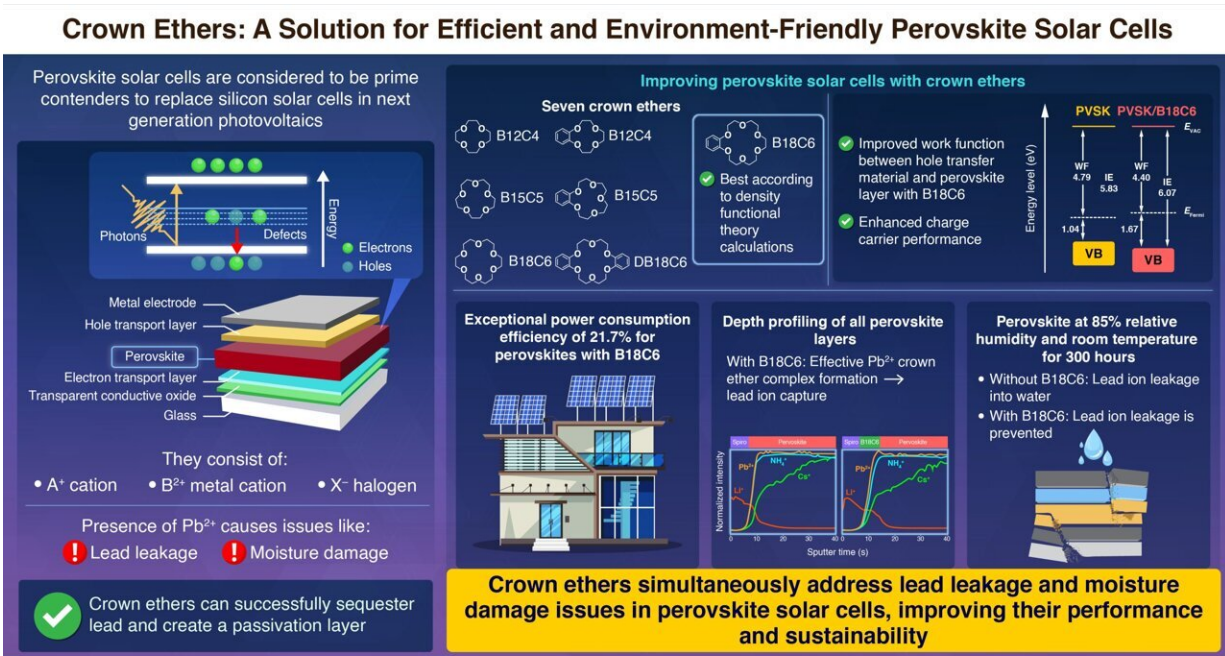 Crown Ethers: A Solution for Efficient and Environment-Friendly Perovskite Solar Cells
Perovskite solar cells are considered to be prime
contenders to replace silicon solar cells in next
generation photovoltaics
Photons
Defects
Energy
Electrons
Holes
Metal electrode
Hole transport layer
Perovskite
Electron transport layer
Transparent conductive oxide
Glass
They consist of:
• A⁺ cation
• B²⁺ metal cation
• X⁻ halogen
Presence of Pb²⁺ causes issues like:
! Lead leakage
! Moisture damage
Crown ethers can successfully sequester
lead and create a passivation layer
Improving perovskite solar cells with crown ethers
Seven crown ethers
B12C4
B12C4
B15C5
B15C5
B18C6
DB18C6
B18C6
Best according
to density
functional
theory
calculations
Improved work function
between hole transfer
material and perovskite
layer with B18C6
Enhanced charge
carrier performance
Energy level (eV)
PVSK
PVSK/B18C6
E_VAC
WF
4.79
IE
5.83
WF
4.40
IE
6.07
E_Fermi
1.04
1.67
VB
VB
Exceptional power consumption
efficiency of 21.7% for
perovskites with B18C6
Depth profiling of all perovskite
layers
With B18C6: Effective Pb²⁺ crown
ether complex formation →
lead ion capture
Normalized intensity
Spiro
Pervoskite
Pb²⁺
NH₄⁺
Cs⁺
Li⁺
0 10 20 30 40
Spiro
B18C6
Pervoskite
Pb²⁺
NH₄⁺
Cs⁺
Li⁺
0 10 20 30 40
Sputter time (s)
Perovskite at 85% relative
humidity and room temperature
for 300 hours
• Without B18C6: Lead ion leakage
into water
• With B18C6: Lead ion leakage is
prevented
Crown ethers simultaneously address lead leakage and moisture
damage issues in perovskite solar cells, improving their performance
and sustainability